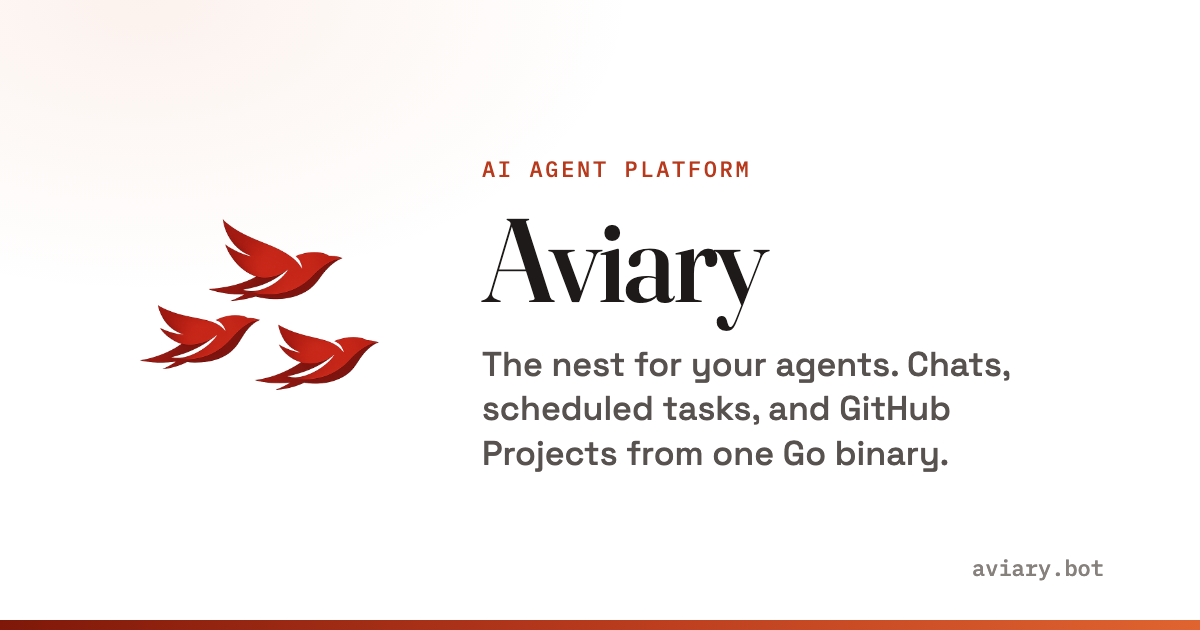 AI AGENT PLATFORM
Aviary
The nest for your agents. Chats,
scheduled tasks, and GitHub
Projects from one Go binary.
aviary.bot